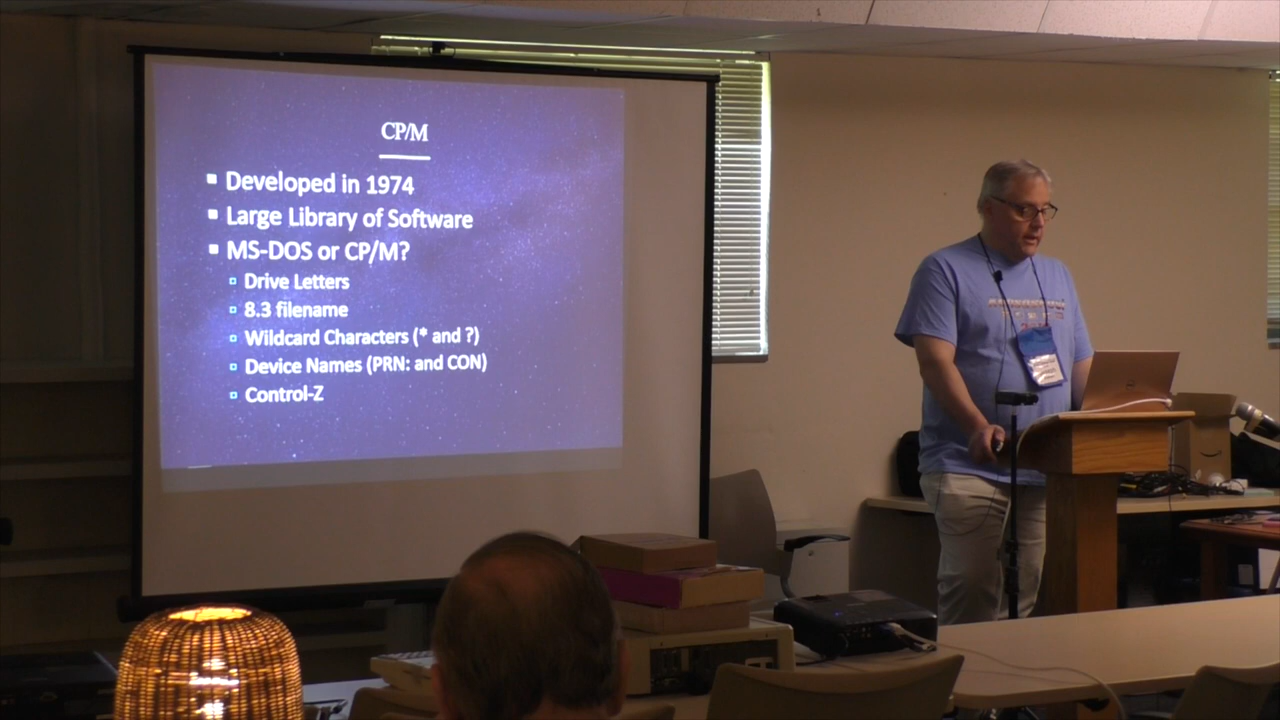 CP/M
Developed in 1974
Large Library of Software
MS-DOS or CP/M?
Drive Letters
8.3 filename
Wildcard Characters (* and ?)
Device Names (PRN: and CON)
Control-Z